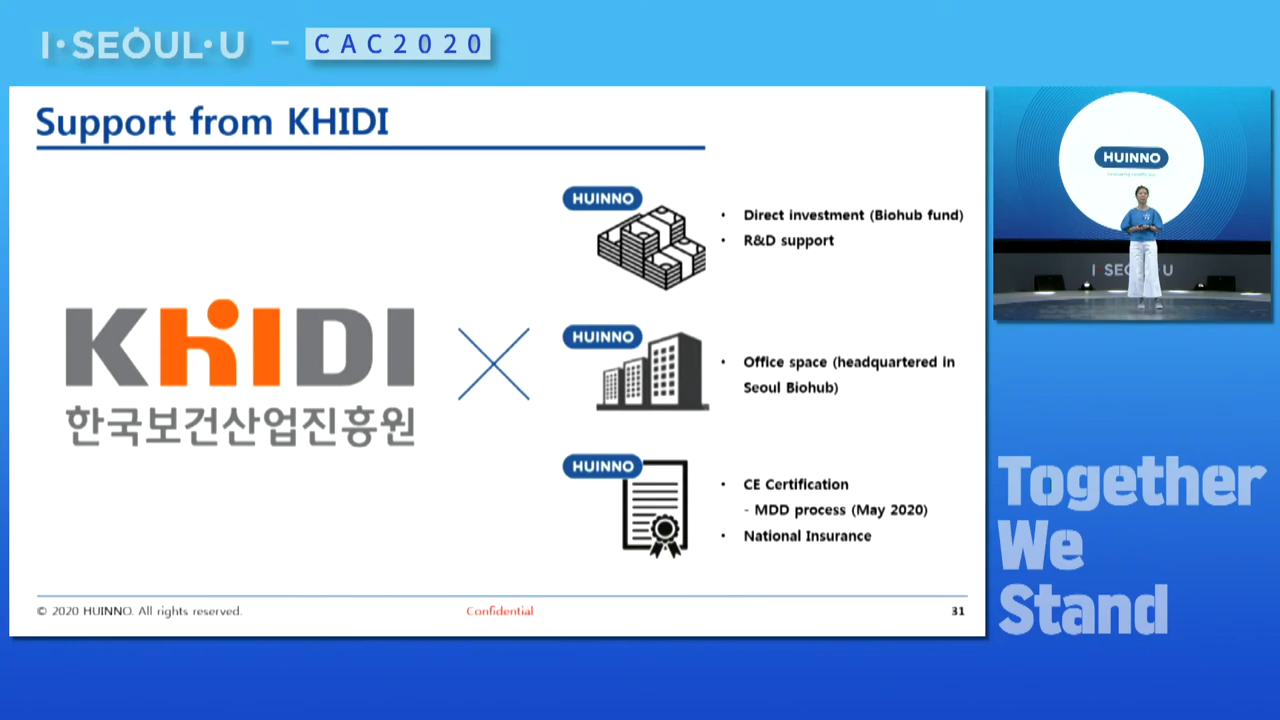 I·SEOUL·U – CAC2020
Support from KHIDI
HUINNO
• Direct investment (Biohub fund)
• R&D support
KHIDI
한국보건산업진흥원
HUINNO
• Office space (headquartered in
Seoul Biohub)
HUINNO
• CE Certification
- MDD process (May 2020)
• National Insurance
© 2020 HUINNO. All rights reserved.
Confidential
31
HUINNO
I·SEO U
Together
We
Stand